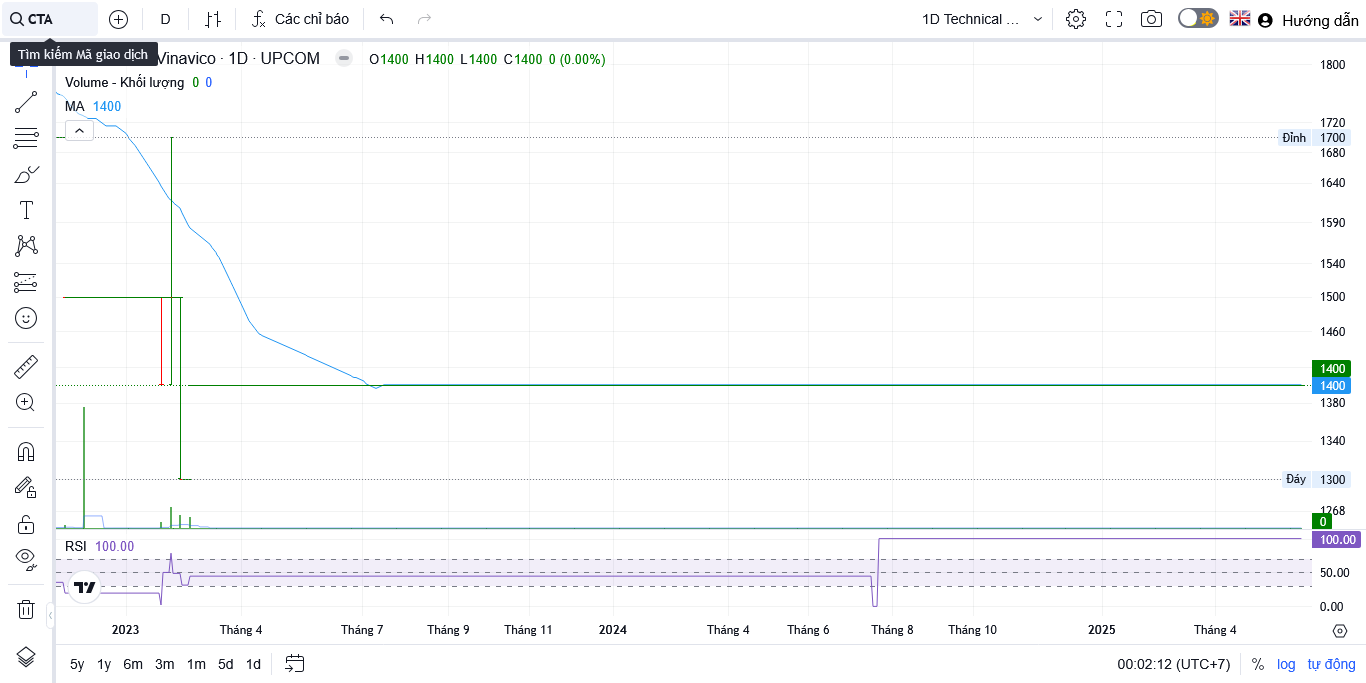 CTA
D
Các chỉ báo
1D Technical ...
Hướng dẫn
Tìm kiếm Mã giao dịch
Vinavico · 1D · UPCOM
O1400 H1400 L1400 C1400 0 (0.00%)
Volume - Khối lượng 0 0
MA 1400
1800
1720
Đỉnh 1700
1680
1640
1590
1540
1500
1460
1400
1400
1380
1340
Đáy 1300
1268
0
RSI 100.00
100.00
50.00
0.00
2023 Tháng 4 Tháng 7 Tháng 9 Tháng 11 2024 Tháng 4 Tháng 6 Tháng 8 Tháng 10 2025 Tháng 4
5y 1y 6m 3m 1m 5d 1d
00:02:12 (UTC+7)
% log tự động